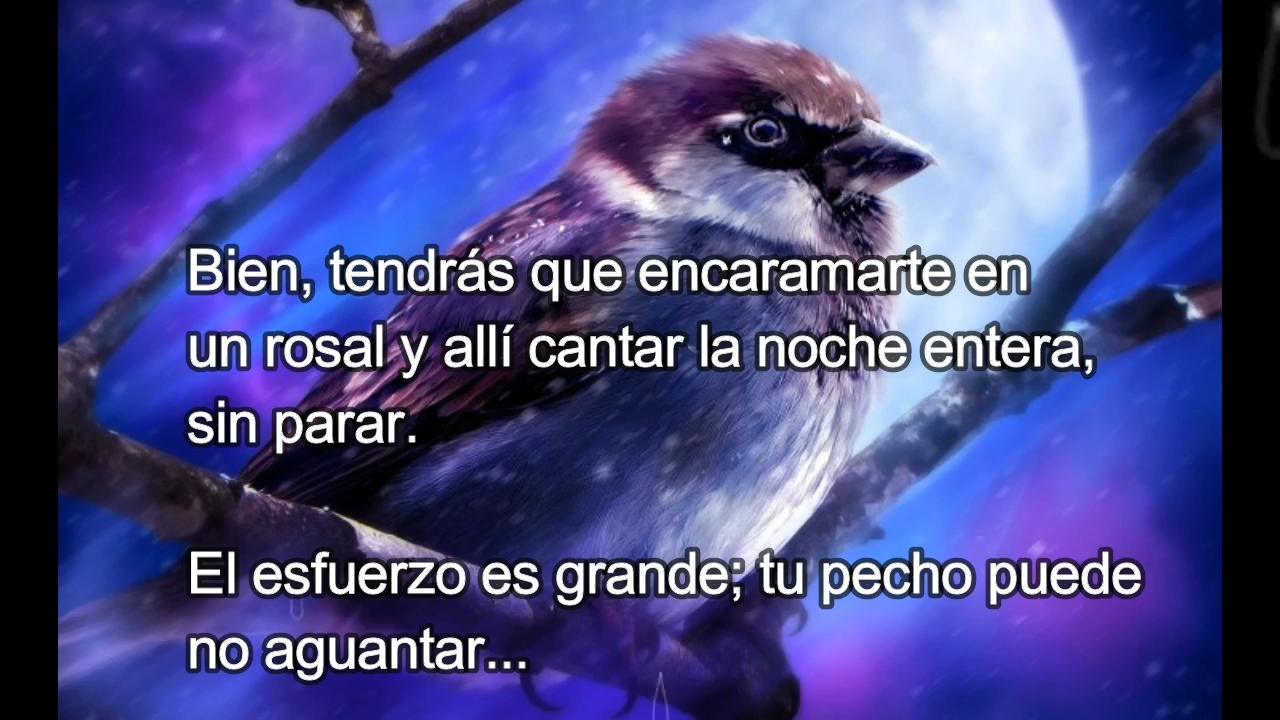 Bien, tendrás que encaramarte en
un rosal y allí cantar la noche entera,
sin parar.
El esfuerzo es grande; tu pecho puede
no aguantar...